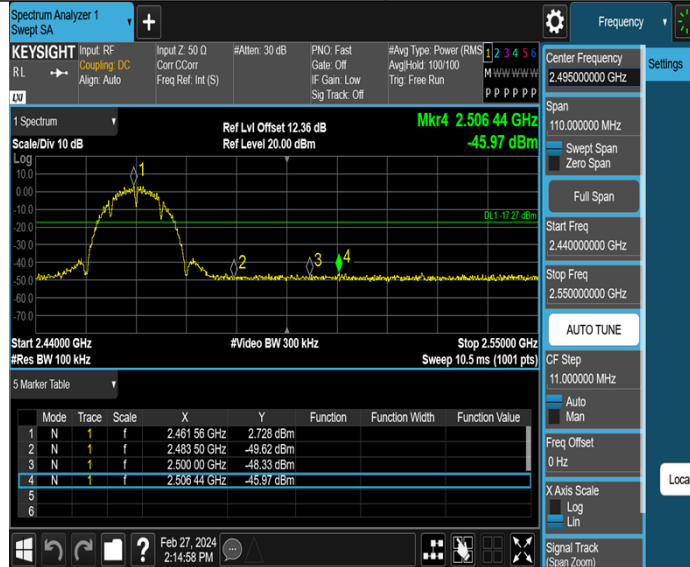 Spectrum Analyzer 1
Swept SA
+
Frequency
KEYSIGHT
RL
LXI
Input: RF
Coupling: DC
Align: Auto
Input Z: 50 Ω
Corr CCorr
Freq Ref: Int (S)
#Atten: 30 dB
PNO: Fast
Gate: Off
IF Gain: Low
Sig Track: Off
#Avg Type: Power (RMS
Avg|Hold: 100/100
Trig: Free Run
1 2 3 4 5 6
M W W W W W
P P P P P P
1 Spectrum
Scale/Div 10 dB
Ref Lvl Offset 12.36 dB
Ref Level 20.00 dBm
Mkr4 2.506 44 GHz
-45.97 dBm
Log
10.0
0.00
-10.0
-20.0
-30.0
-40.0
-50.0
-60.0
-70.0
1
2
3
4
DL1 -17.27 dBm
Start 2.44000 GHz
#Res BW 100 kHz
#Video BW 300 kHz
Stop 2.55000 GHz
Sweep 10.5 ms (1001 pts)
5 Marker Table
Mode Trace Scale X Y Function Function Width Function Value
1 N 1 f 2.461 56 GHz 2.728 dBm
2 N 1 f 2.483 50 GHz -49.62 dBm
3 N 1 f 2.500 00 GHz -48.33 dBm
4 N 1 f 2.506 44 GHz -45.97 dBm
5
6
?
Feb 27, 2024
2:14:58 PM
Center Frequency
2.495000000 GHz
Span
110.000000 MHz
Swept Span
Zero Span
Full Span
Start Freq
2.440000000 GHz
Stop Freq
2.550000000 GHz
AUTO TUNE
CF Step
11.000000 MHz
Auto
Man
Freq Offset
0 Hz
X Axis Scale
Log
Lin
Signal Track
(Span Zoom)
Settings
Loca